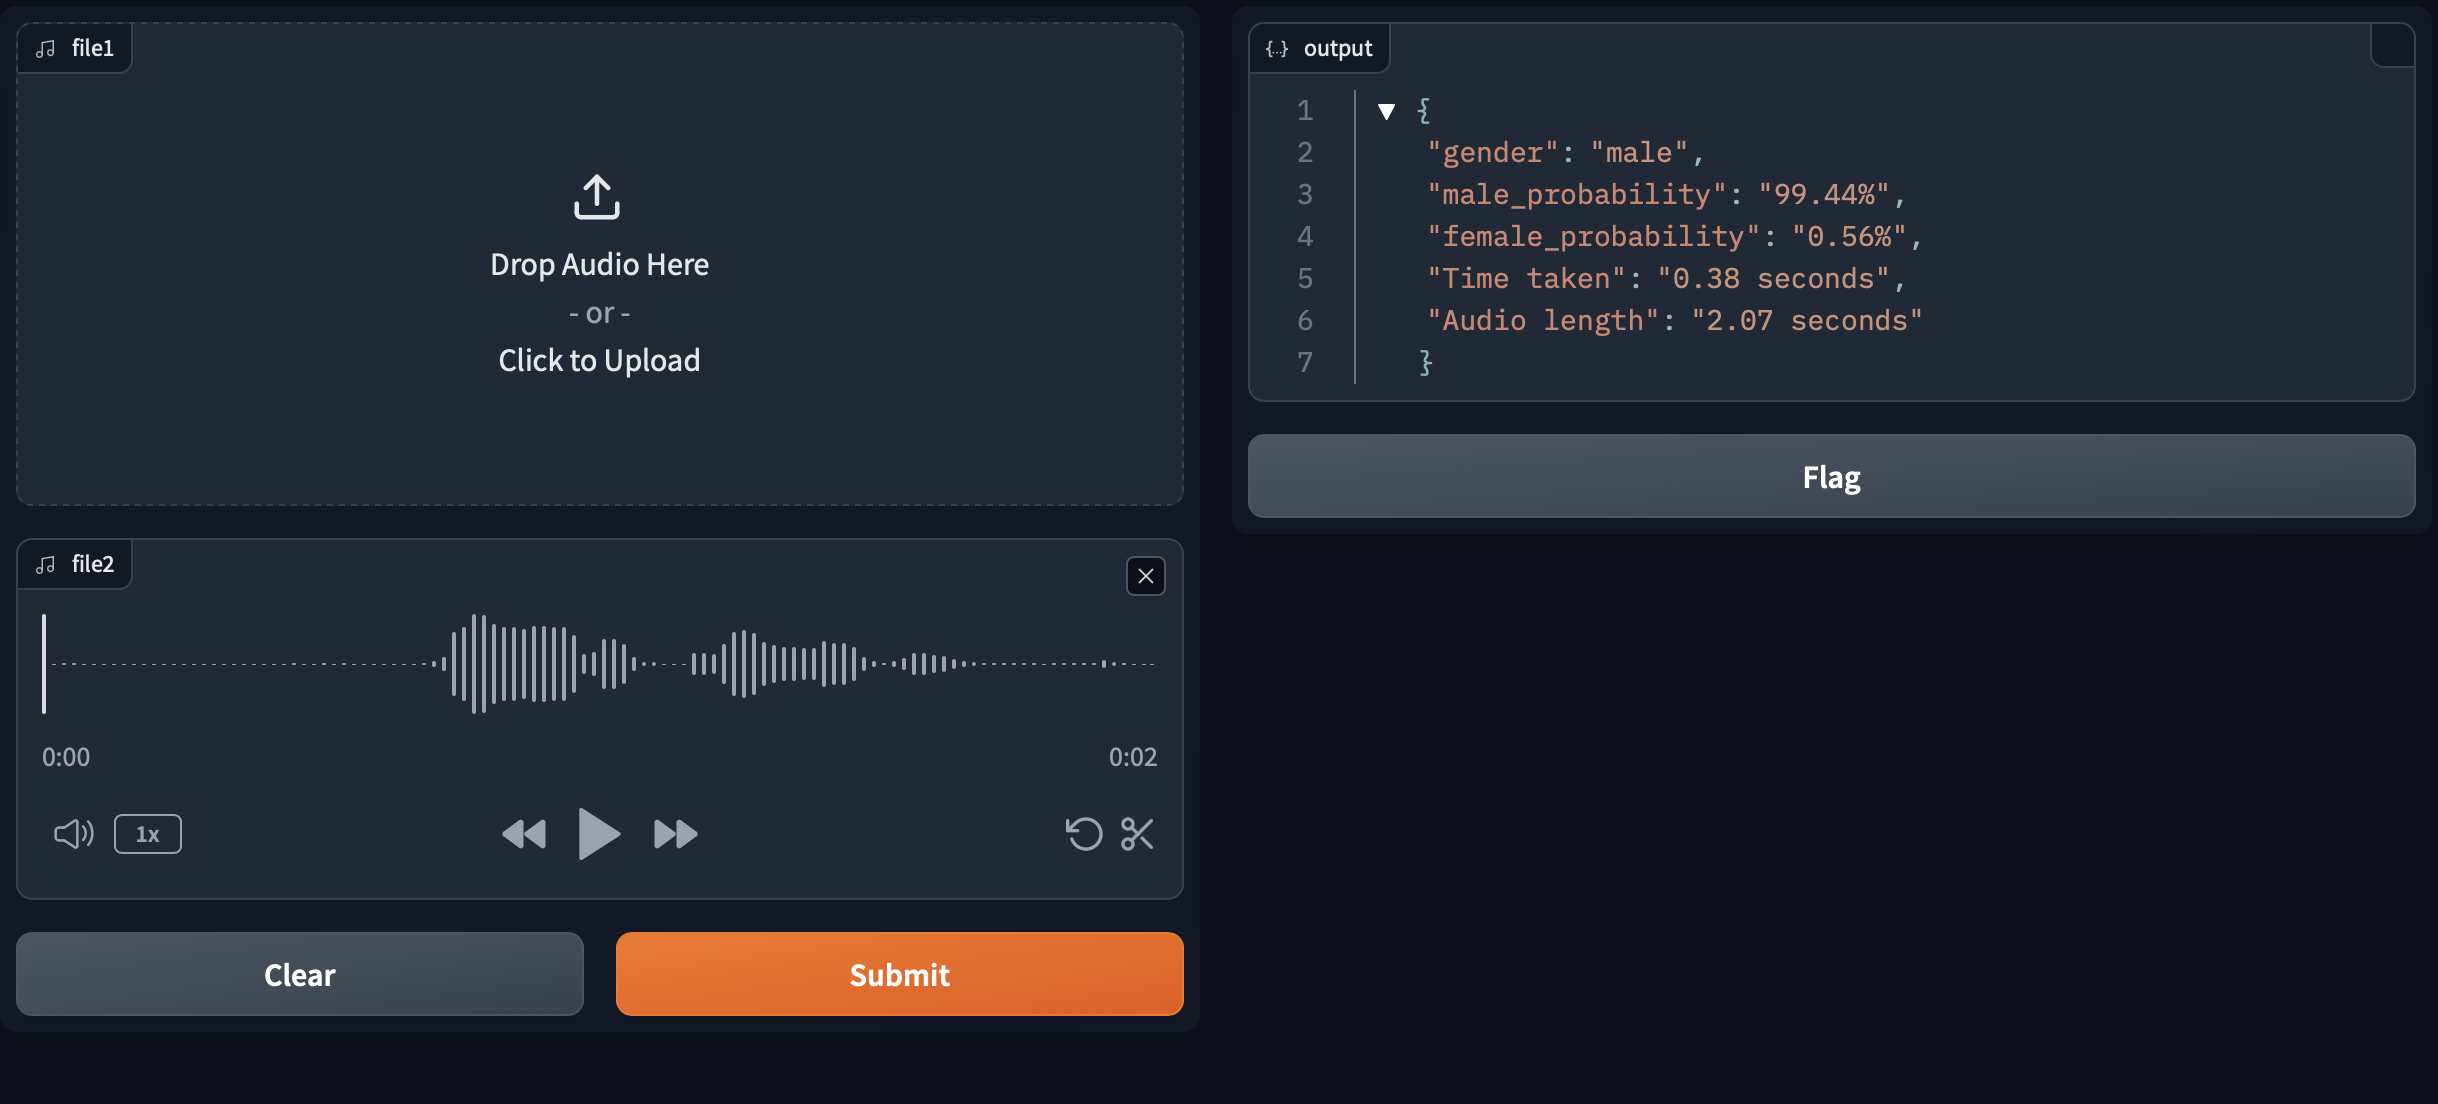 file1
Drop Audio Here
- or -
Click to Upload
file2
0:00
0:02
1x
Clear
Submit
{...} output
1 ▼ {
2 "gender": "male",
3 "male_probability": "99.44%",
4 "female_probability": "0.56%",
5 "Time taken": "0.38 seconds",
6 "Audio length": "2.07 seconds"
7 }
Flag